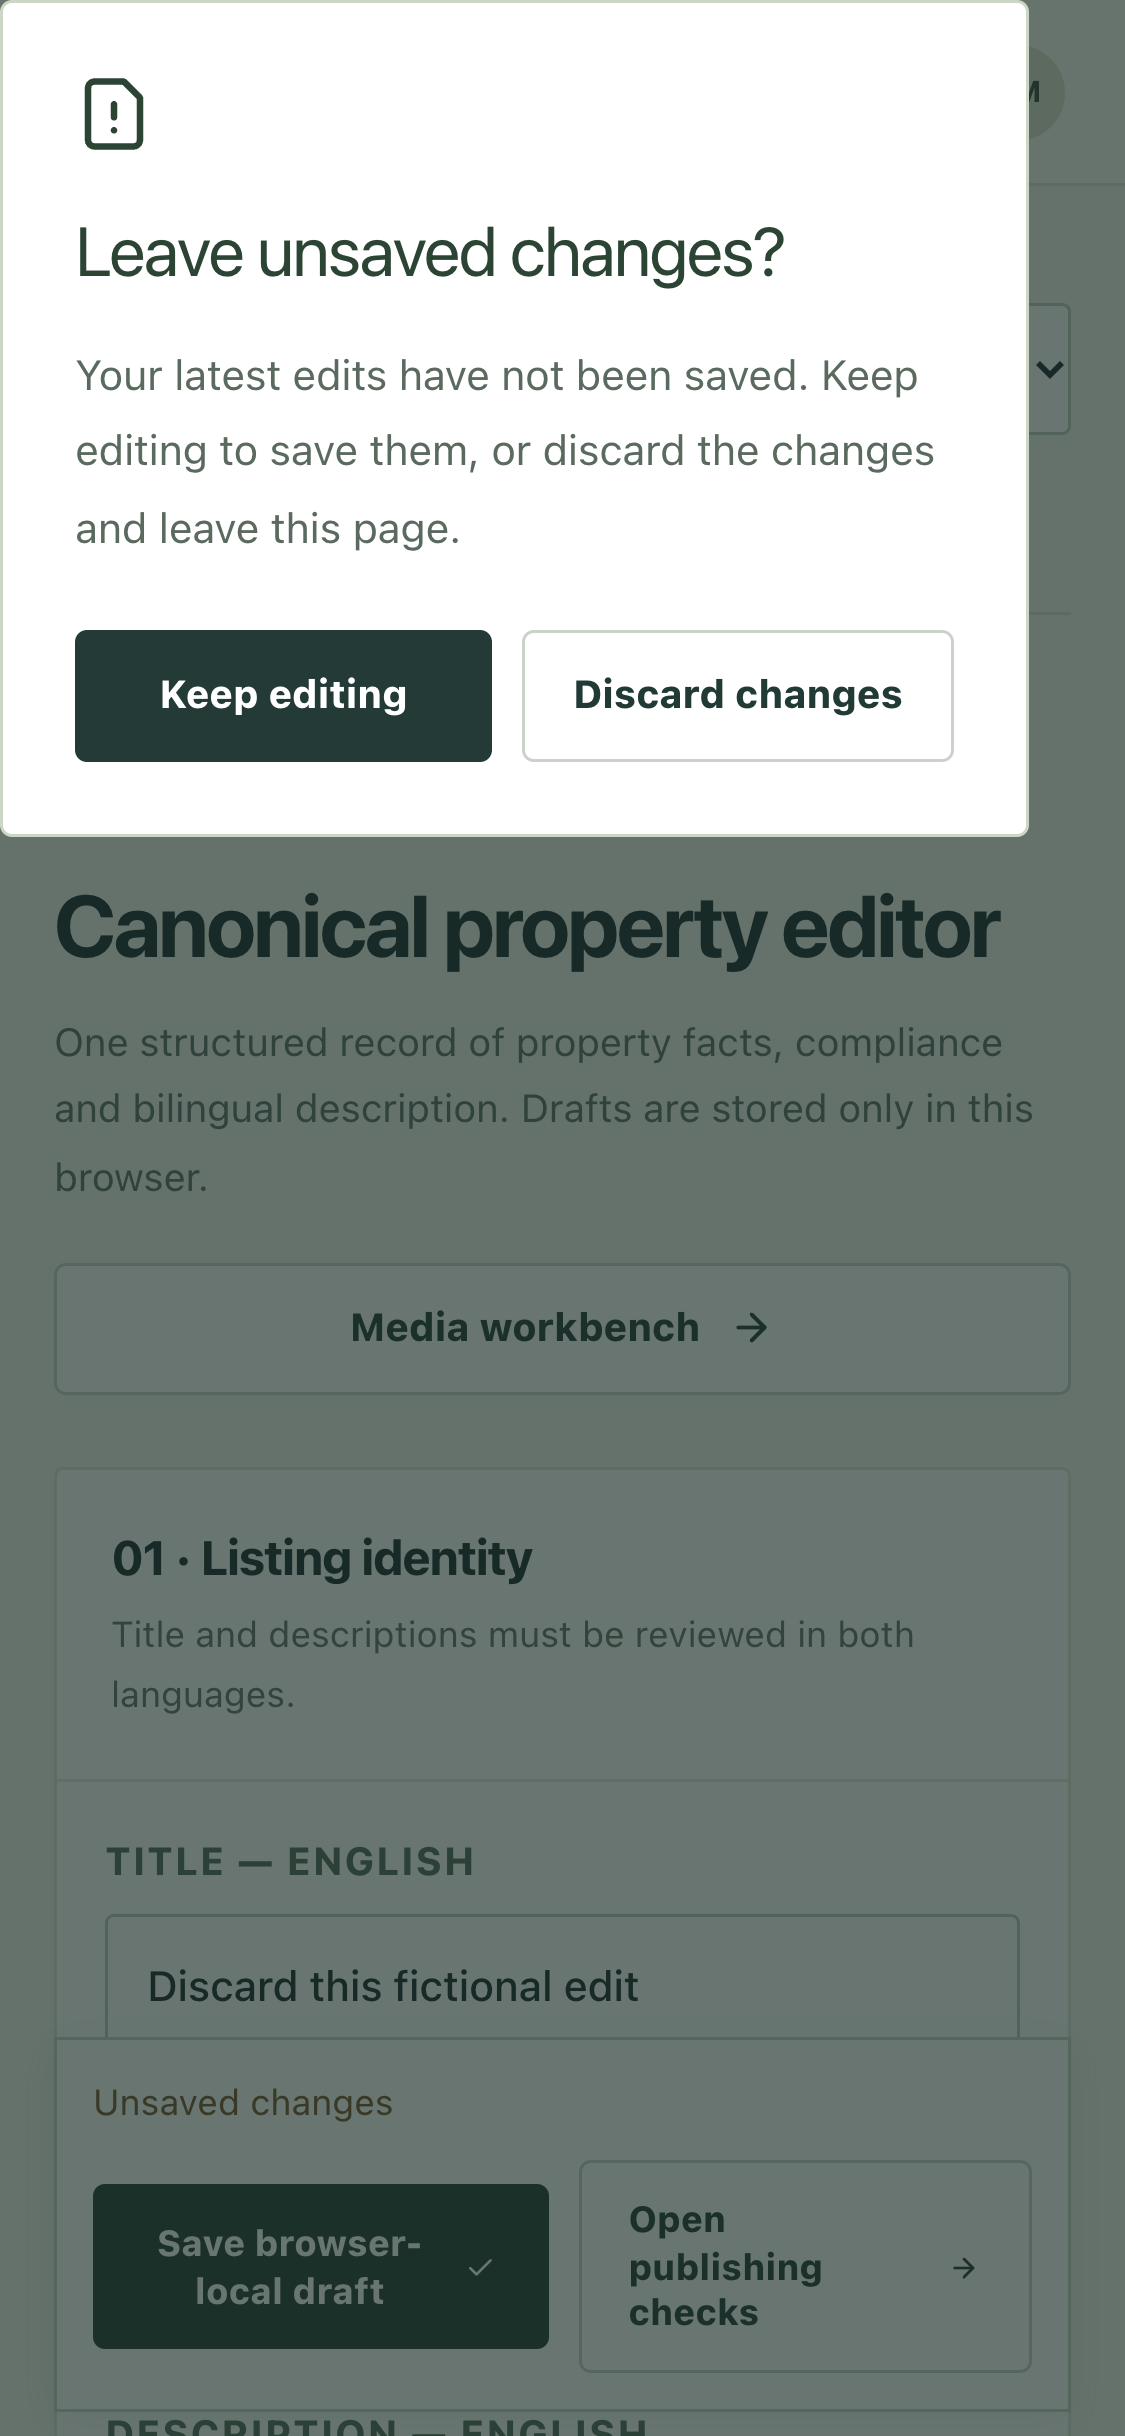 M
Leave unsaved changes?
Your latest edits have not been saved. Keep
editing to save them, or discard the changes
and leave this page.
Keep editing
Discard changes
Canonical property editor
One structured record of property facts, compliance
and bilingual description. Drafts are stored only in this
browser.
Media workbench →
01 · Listing identity
Title and descriptions must be reviewed in both
languages.
TITLE — ENGLISH
Discard this fictional edit
Unsaved changes
Save browser-
local draft
Open
publishing
checks
DESCRIPTION — ENGLISH